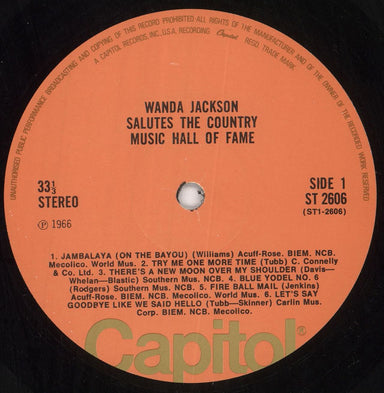 UNAUTHORISED PUBLIC PERFORMANCE BROADCASTING AND COPYING OF THIS RECORD PROHIBITED ALL RIGHTS OF THE MANUFACTURER AND OF THE OWNER OF THE RECORDED WORK RESERVED
A CAPITOL MUSIC INC., U.S.A. RECORDING Capitol REGD. TRADE MARK
WANDA JACKSON
SALUTES THE COUNTRY
MUSIC HALL OF FAME
33⅓
STEREO
℗ 1966
SIDE 1
ST 2606
(ST1-2606)
1. JAMBALAYA (ON THE BAYOU) (Williams) Acuff-Rose. BIEM. NCB.
Mecolico. World Mus. 2. TRY ME ONE MORE TIME (Tubb) C. Connelly
& Co. Ltd. 3. THERE'S A NEW MOON OVER MY SHOULDER (Davis—
Whelan—Blastic) Southern Mus. NCB. 4. BLUE YODEL NO. 6
(Rodgers) Southern Mus. NCB. 5. FIRE BALL MAIL (Jenkins)
Acuff-Rose. BIEM. NCB. Mecolico. World Mus. 6. LET'S SAY
GOODBYE LIKE WE SAID HELLO (Tubb—Skinner) Carlin Mus.
Corp. BIEM. NCB. Mecolico.
Capitol®